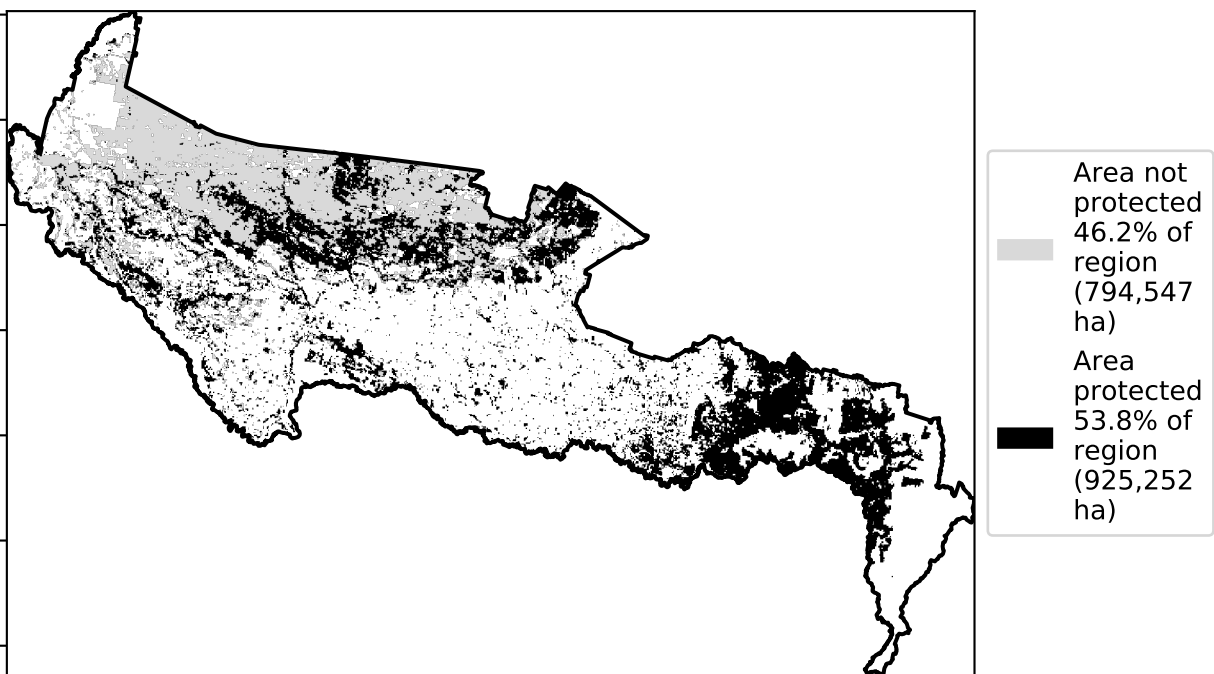 Area not
protected
46.2% of
region
(794,547
ha)
Area
protected
53.8% of
region
(925,252
ha)